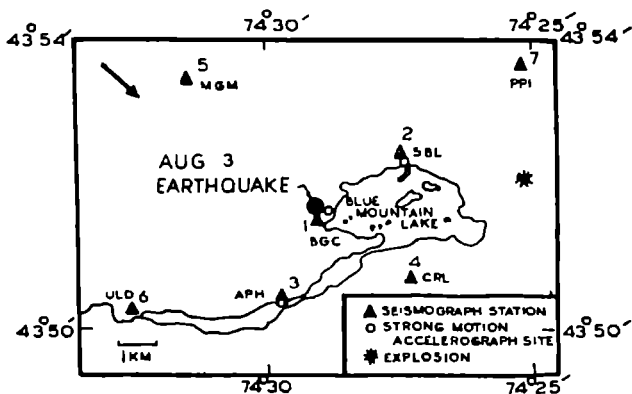 74° 30' 74° 25'
43° 54' 43° 54'
5 7
MGM PPI
2
SBL
AUG 3
EARTHQUAKE
BLUE
MOUNTAIN
LAKE
1
BGC
4
CRL
3
APH
ULD 6
1 KM
SEISMOGRAPH STATION
STRONG MOTION
ACCELEROGRAPH SITE
EXPLOSION
43° 50' 43° 50'
74° 30' 74° 25'